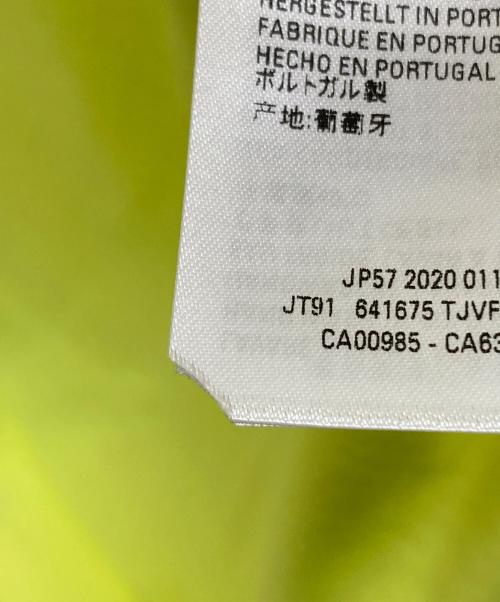 HERGESTELLT IN PORT
FABRIQUE EN PORTUG
HECHO EN PORTUGAL
ポルトガル製
产地:葡萄牙
JP57 2020 011
JT91 641675 TJVF
CA00985 - CA63